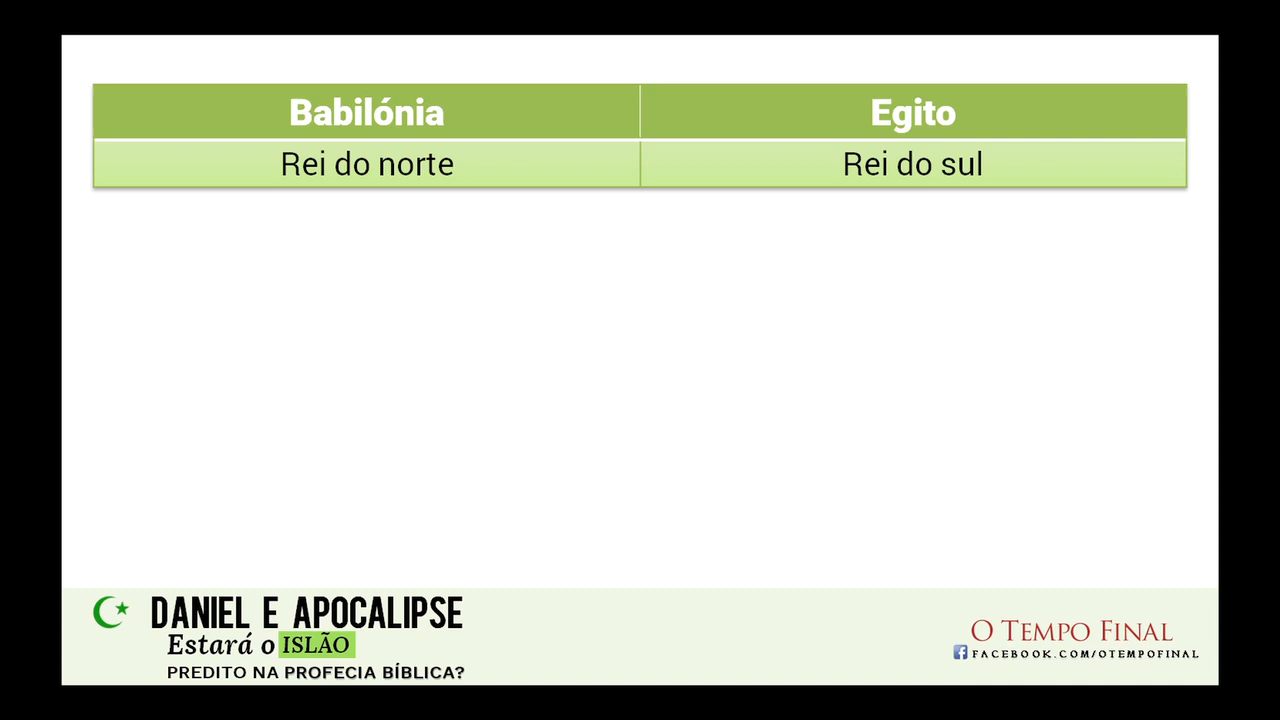 Babilónia Egito
Rei do norte Rei do sul
DANIEL E APOCALIPSE
Estará o ISLÃO
PREDITO NA PROFECIA BÍBLICA?
O TEMPO FINAL
FACEBOOK.COM/OTEMPOFINAL